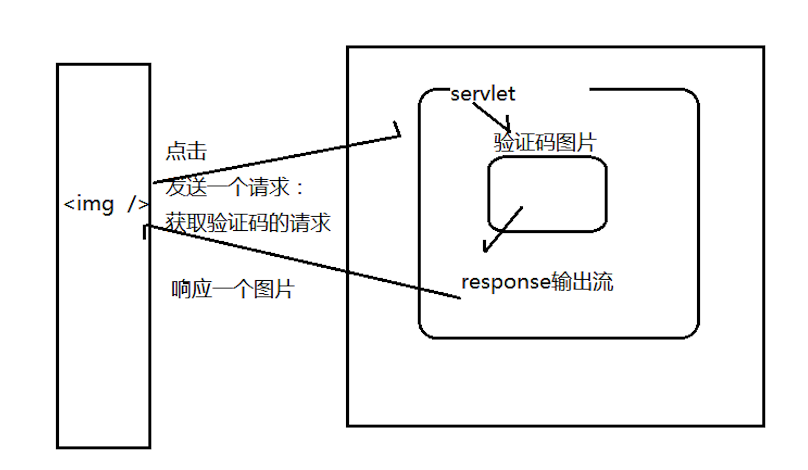 <img />
点击
发送一个请求：
获取验证码的请求
响应一个图片
servlet
验证码图片
response输出流